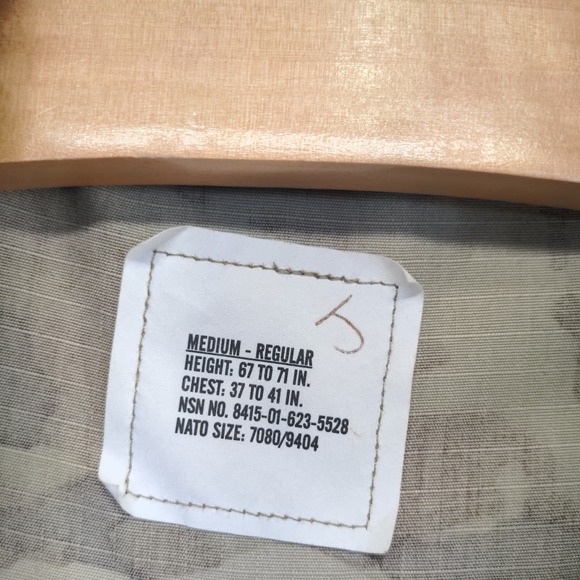 MEDIUM - REGULAR
HEIGHT: 67 TO 71 IN.
CHEST: 37 TO 41 IN.
NSN NO. 8415-01-623-5528
NATO SIZE: 7080/9404